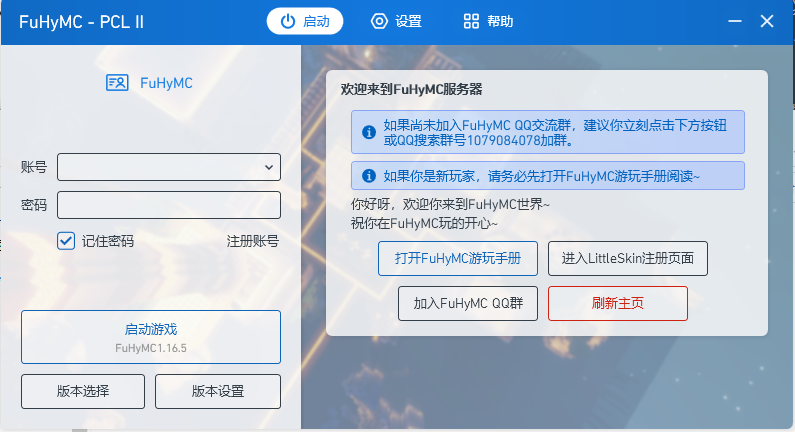 FuHyMC - PCL II
启动
设置
帮助
FuHyMC
账号
密码
记住密码
注册账号
启动游戏
FuHyMC1.16.5
版本选择
版本设置
欢迎来到FuHyMC服务器
如果尚未加入FuHyMC QQ交流群，建议你立刻点击下方按钮
或QQ搜索群号1079084078加群。
如果你是新玩家，请务必先打开FuHyMC游玩手册阅读~
你好呀，欢迎你来到FuHyMC世界~
祝你在FuHyMC玩的开心~
打开FuHyMC游玩手册
进入LittleSkin注册页面
加入FuHyMC QQ群
刷新主页